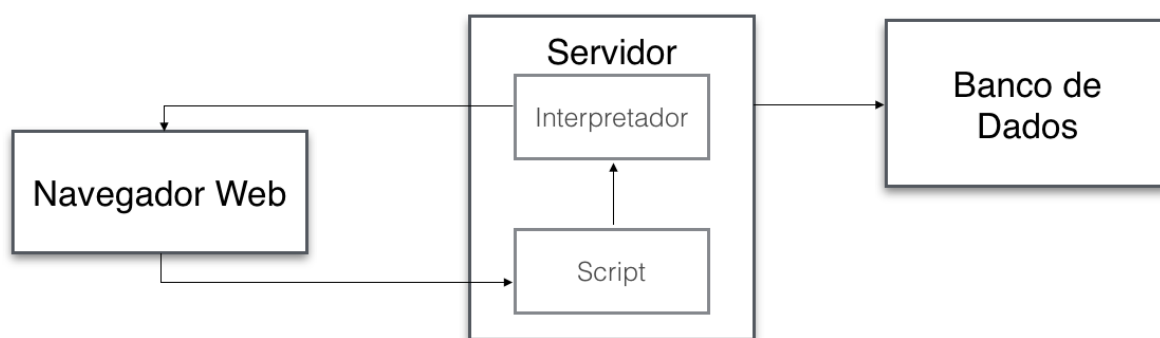 Servidor
Interpretador
Banco de
Dados
Navegador Web
Script